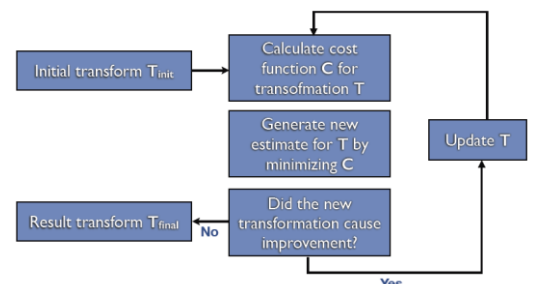 Initial transform Tinit
Calculate cost
function C for
transofmation T
Generate new
estimate for T by
minimizing C
Update T
Did the new
transformation cause
improvement?
Result transform Tfinal
No
Yes